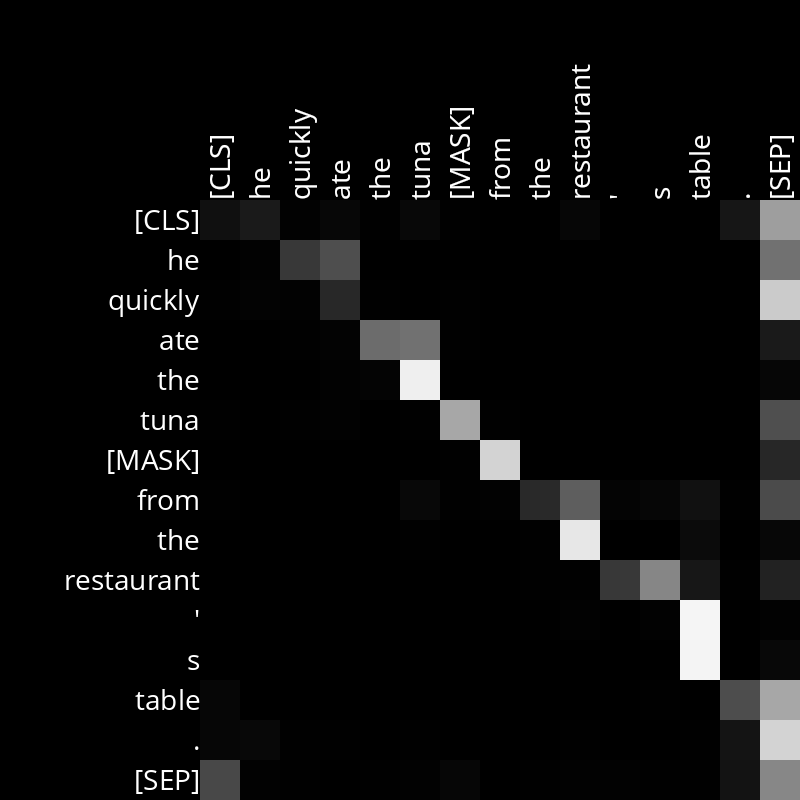 [CLS] he quickly ate the tuna [MASK] from the restaurant ' s table . [SEP]
[CLS]
he
quickly
ate
the
tuna
[MASK]
from
the
restaurant
'
s
table
.
[SEP]